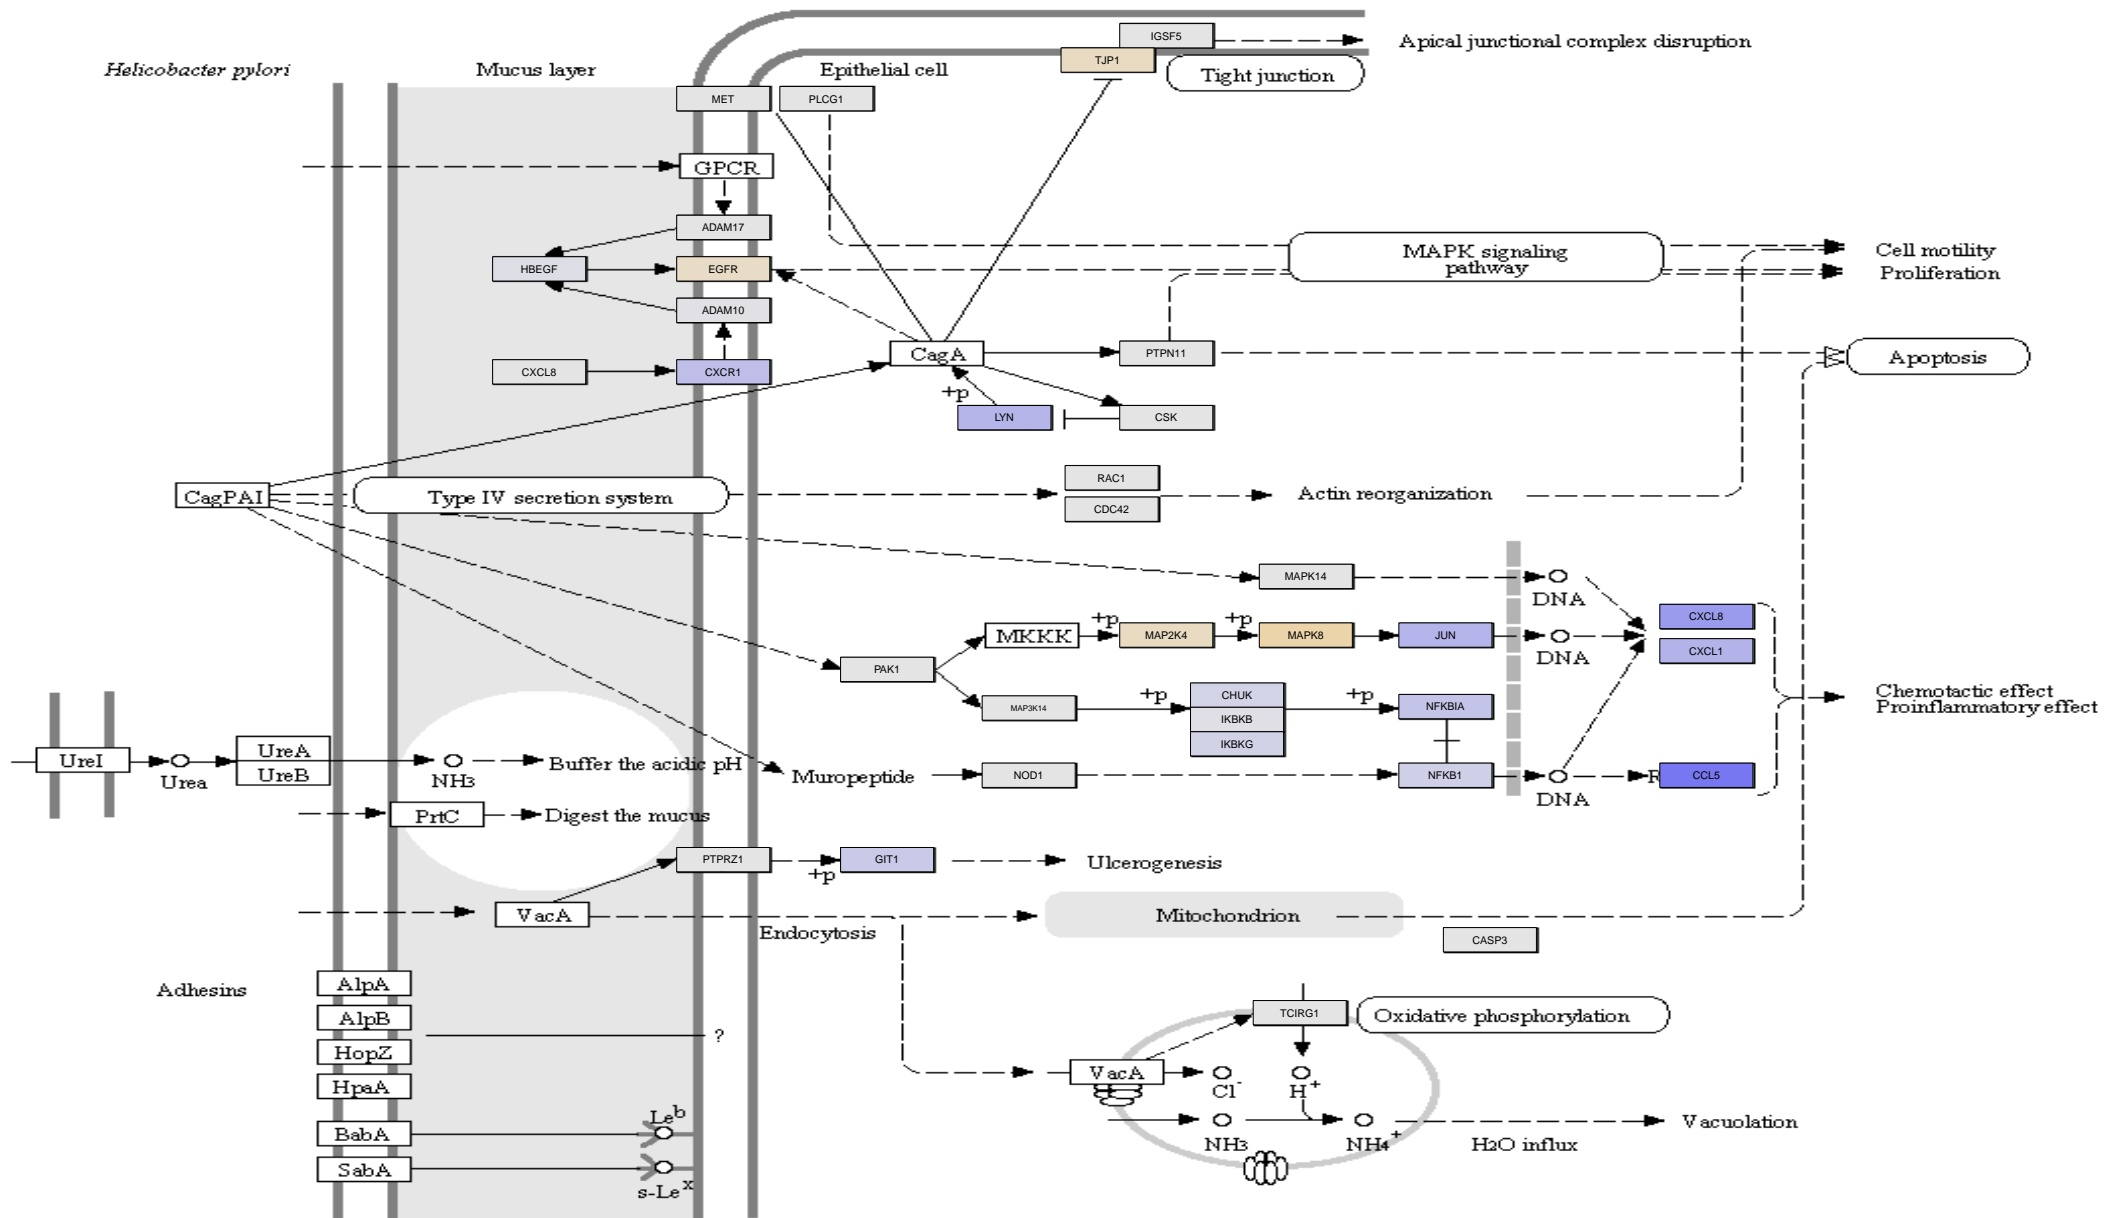 IGSF5
Apical junctional complex disruption
TJP1
Helicobacter pylori
Mucus layer
Epithelial cell
Tight junction
MET
PLCG1
GPCR
ADAM17
MAPK signaling
pathway
Cell motility
Proliferation
HBEGF
EGFR
ADAM10
CagA
PTPN11
Apoptosis
CXCL8
CXCR1
+p
LYN
CSK
CagPAI
Type IV secretion system
RAC1
CDC42
Actin reorganization
MAPK14
DNA
CXCL8
+p
+p
MKKK
MAP2K4
MAPK8
JUN
DNA
CXCL1
PAK1
MAP3K14
+p
CHUK
IKBKB
IKBKG
+p
NFKBIA
Chemotactic effect
Proinflammatory effect
UreI
Urea
UreA
UreB
NH3
Buffer the acidic pH
Muropeptide
NOD1
NFKB1
DNA
R
CCL5
PrtC
Digest the mucus
PTPRZ1
+p
GIT1
Ulcerogenesis
VacA
Endocytosis
Mitochondrion
CASP3
Adhesins
AlpA
AlpB
HopZ
HpaA
BabA
SabA
?
Le b
s-Le x
TCIRG1
Oxidative phosphorylation
VacA
Cl-
H+
NH3
NH4+
H2O influx
Vacuolation